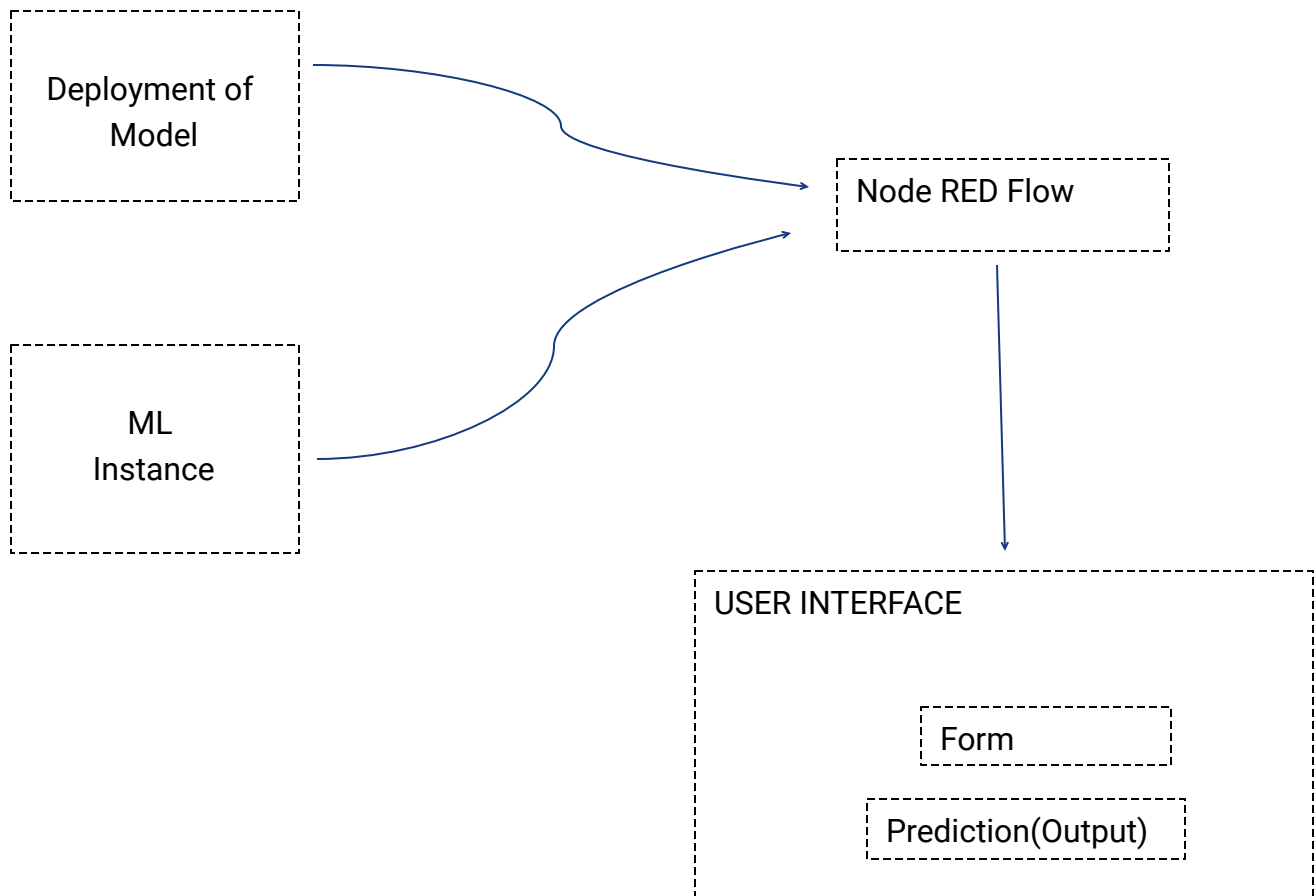 Deployment of
Model
Node RED Flow
ML
Instance
USER INTERFACE
Form
Prediction(Output)